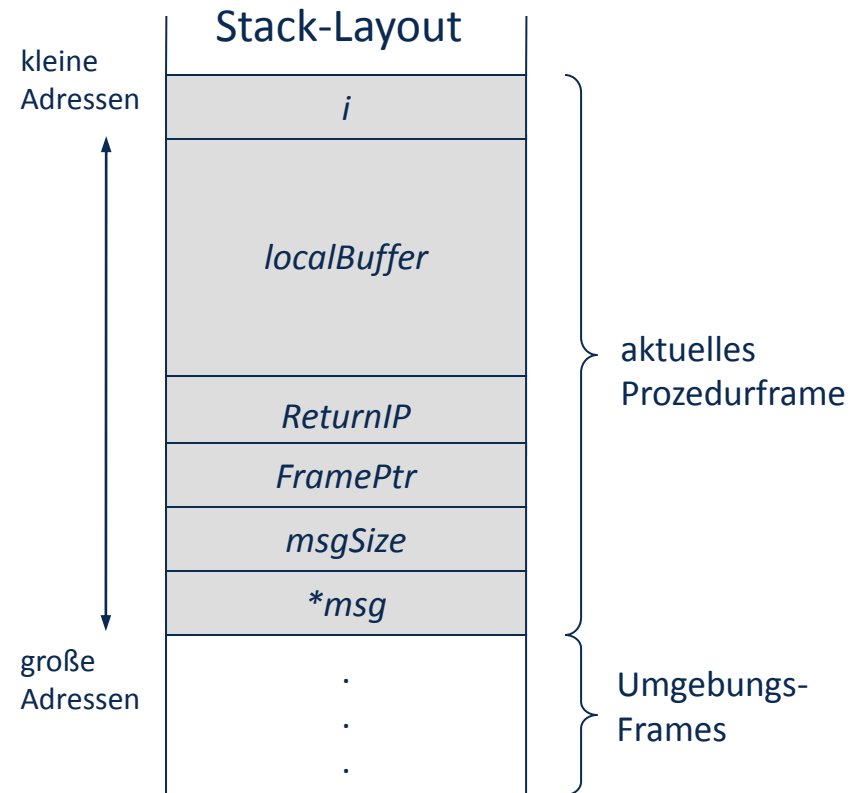 Stack-Layout
kleine
Adressen
i
localBuffer
ReturnIP
FramePtr
msgSize
*msg
aktuelles
Prozedurframe
große
Adressen
.
.
.
Umgebungs-
Frames